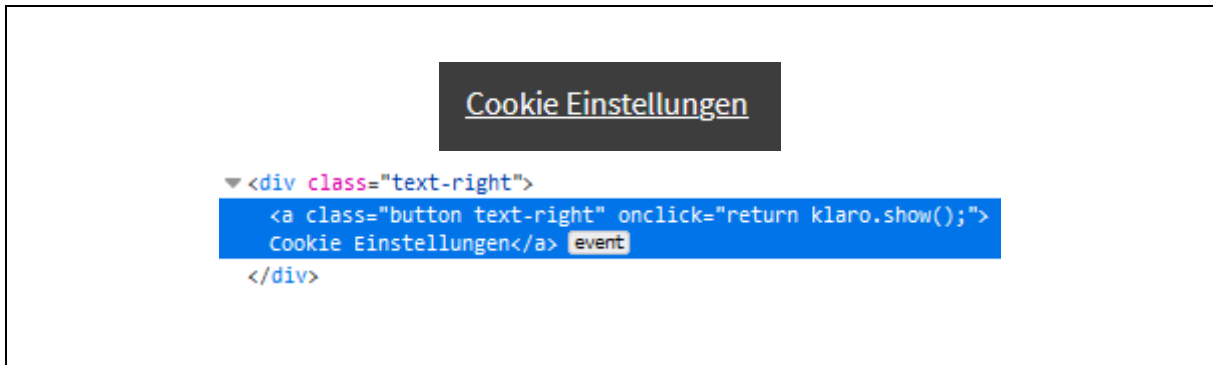 Cookie Einstellungen
<div class="text-right">
<a class="button text-right" onclick="return klaro.show();">
Cookie Einstellungen</a> event
</div>